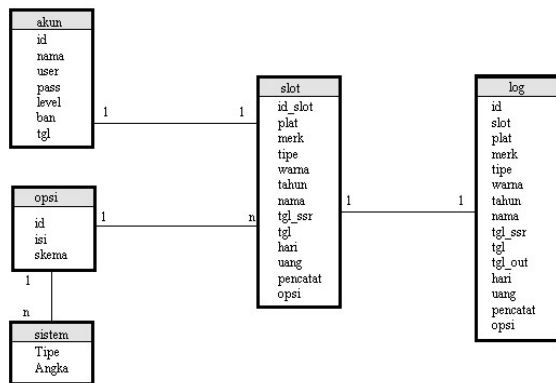 akun
id
nama
user
pass
level
ban
tgl
1
1
slot
id_slot
plat
merk
tipe
warna
tahun
nama
tgl_ssr
tgl
hari
uang
pencatat
opsi
1
1
log
id
slot
plat
merk
tipe
warna
tahun
nama
tgl_ssr
tgl
tgl_out
hari
uang
pencatat
opsi
opsi
id
isi
skema
1
n
1
n
sistem
Tipe
Angka